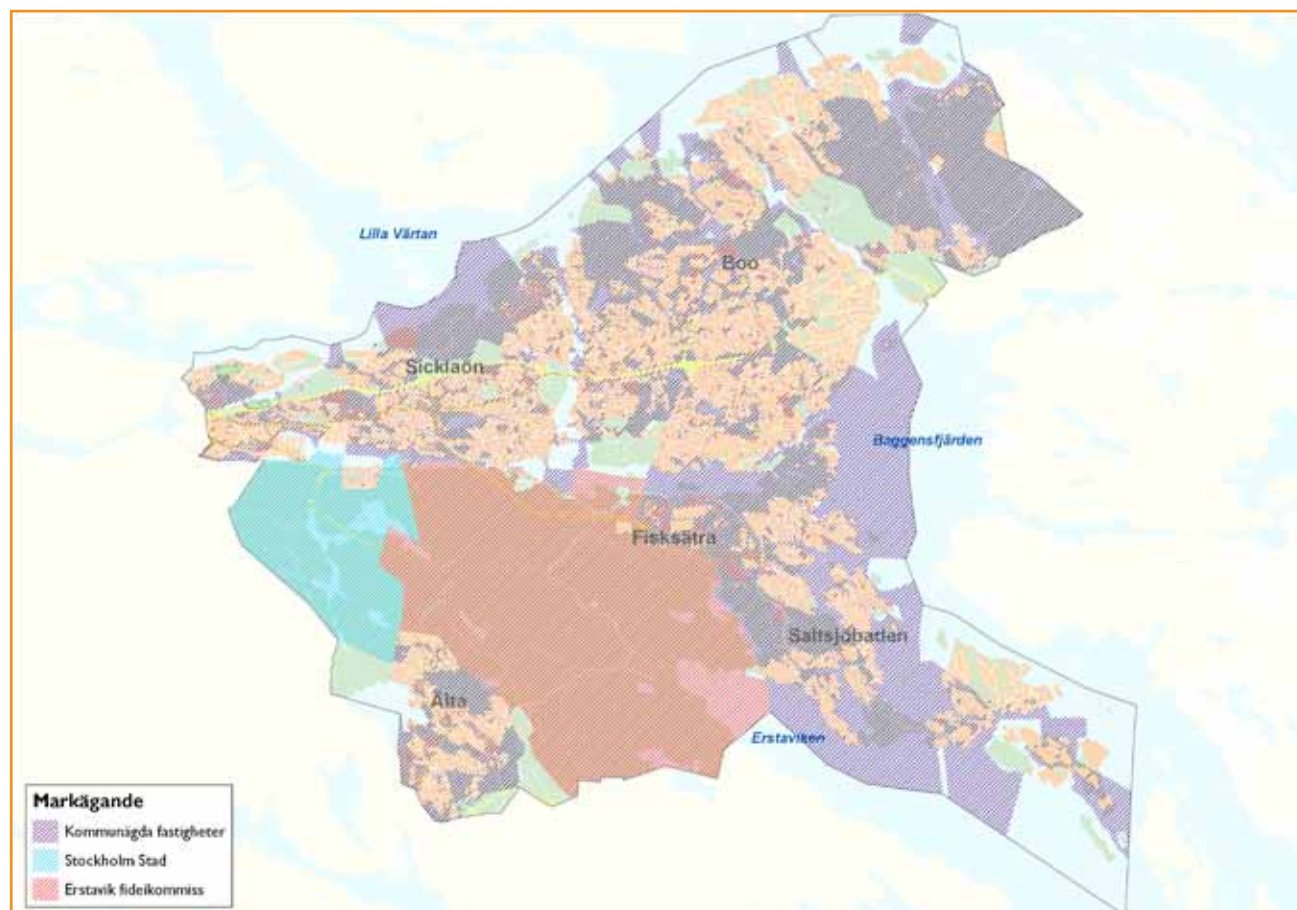 Lilla Värtan
Boo
Sicklaön
Baggensfjärden
Fisksätra
Saltsjöbaden
Älta
Erstaviken
Markägande
Kommunägda fastigheter
Stockholm Stad
Erstavik fideikommiss